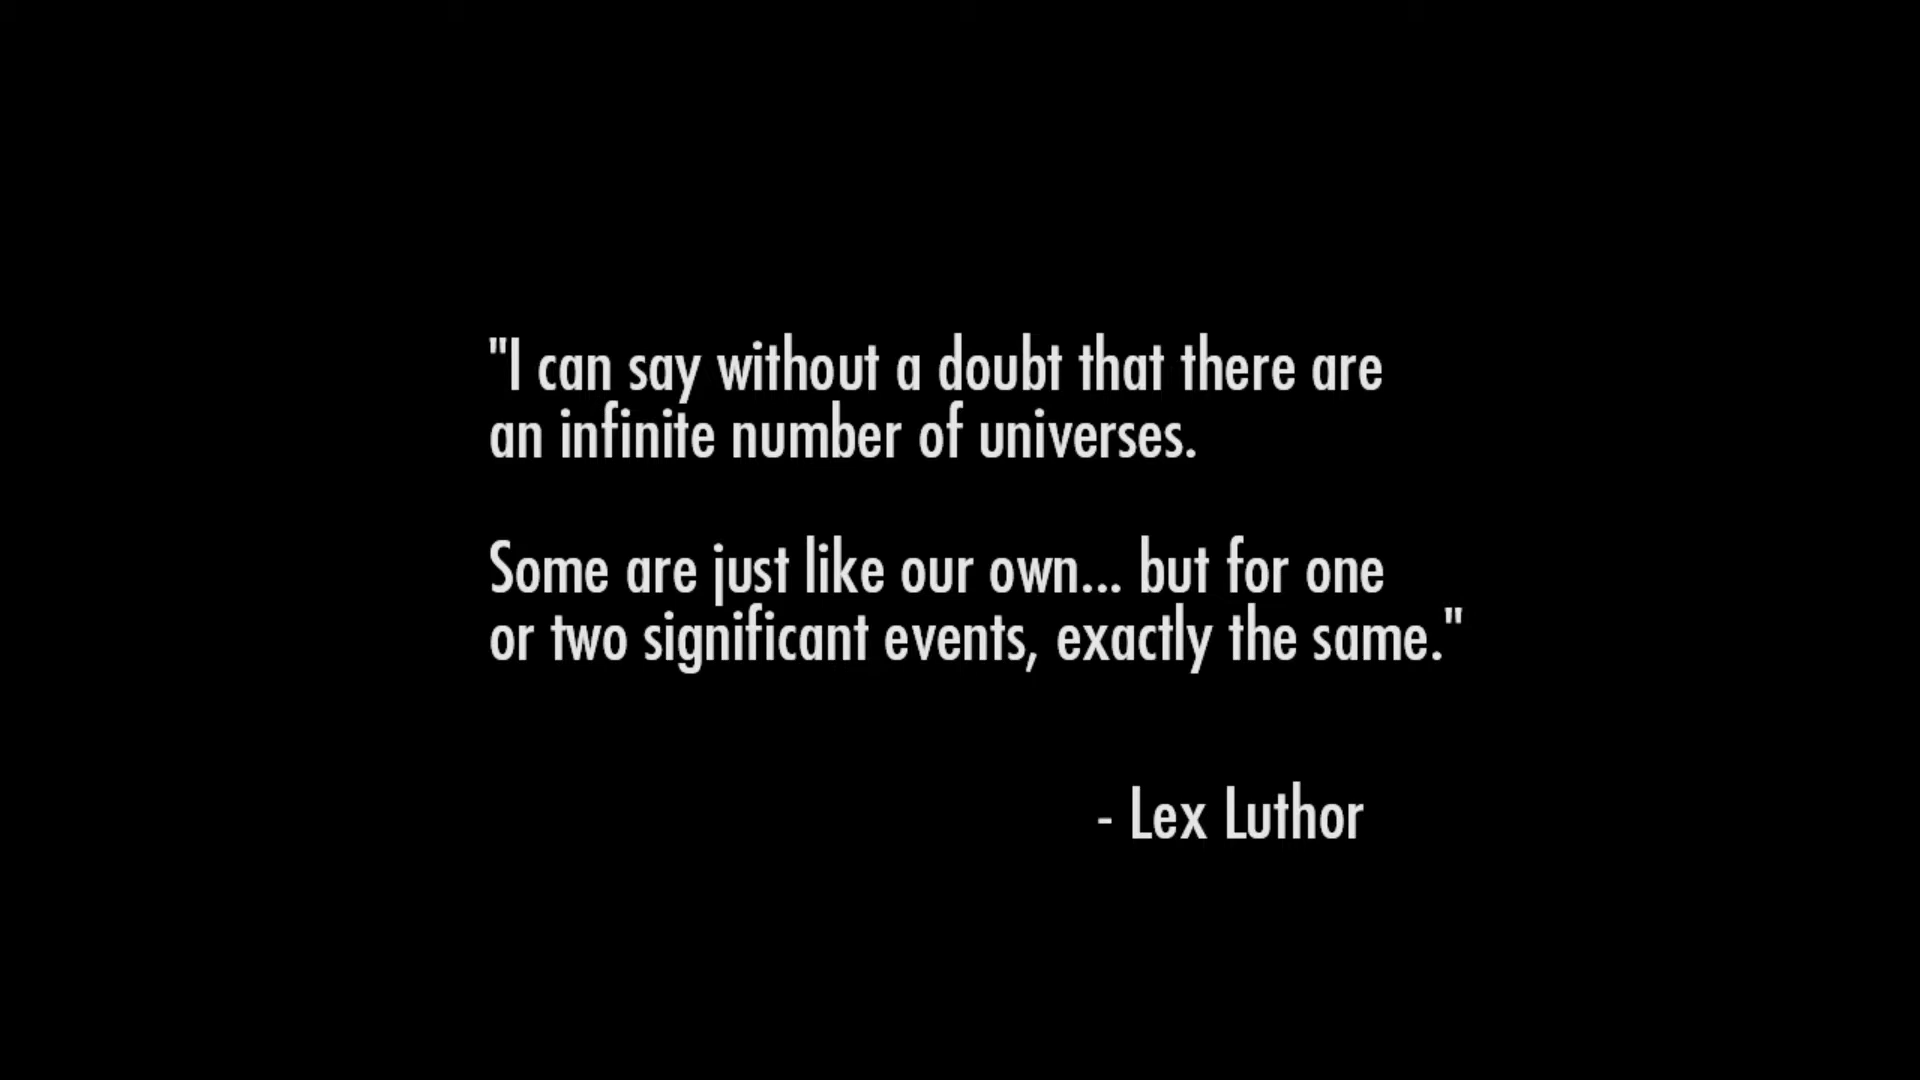 "I can say without a doubt that there are
an infinite number of universes.
Some are just like our own... but for one
or two significant events, exactly the same."
- Lex Luthor